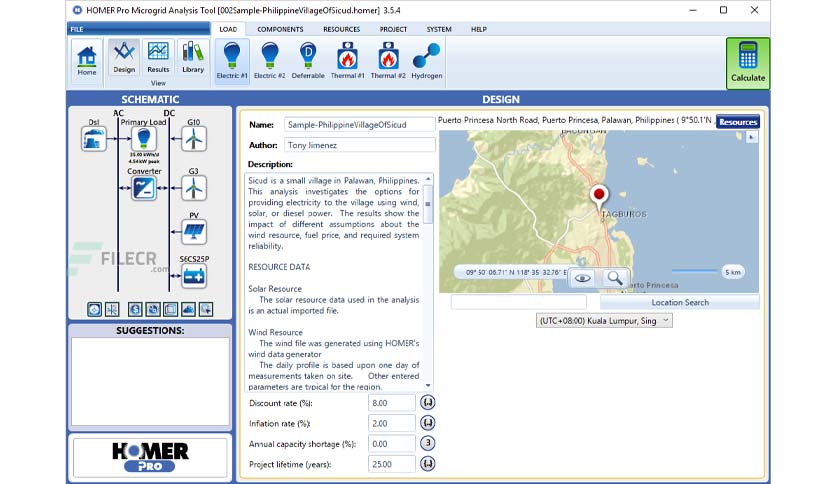 HOMER Pro Microgrid Analysis Tool [002Sample-PhilippineVillageOfSicud.homer] 3.5.4
FILE
LOAD COMPONENTS RESOURCES PROJECT SYSTEM HELP
Home Design Results Library Electric #1 Electric #2 Deferrable Thermal #1 Thermal #2 Hydrogen Calculate
View
SCHEMATIC
DESIGN
AC DC
Dsl Primary Load G10
25.00 kWh/d
4.54 kW peak
Converter G3
PV
S6CS25P
FILECR
.com
SUGGESTIONS:
HOMER
PRO
Name: Sample-PhilippineVillageOfSicud
Author: Tony Jimenez
Description:
Sicud is a small village in Palawan, Philippines.
This analysis investigates the options for
providing electricity to the village using wind,
solar, or diesel power. The results show the
impact of different assumptions about the
wind resource, fuel price, and required system
reliability.
RESOURCE DATA
Solar Resource
The solar resource data used in the analysis
is an actual imported file.
Wind Resource
The wind file was generated using HOMER's
wind data generator
The daily profile is based upon one day of
measurements taken on site. Other entered
parameters are typical for the region.
Discount rate (%): 8.00 {..}
Inflation rate (%): 2.00 {..}
Annual capacity shortage (%): 0.00 3
Project lifetime (years): 25.00 {..}
Puerto Princesa North Road, Puerto Princesa, Palawan, Philippines ( 9°50.1'N , Resources
BACUNGAN
TAGBUROS
09° 50' 06.71" N 118° 35' 32.76" E
5 km
erto Princesa
Location Search
(UTC+08:00) Kuala Lumpur, Sing